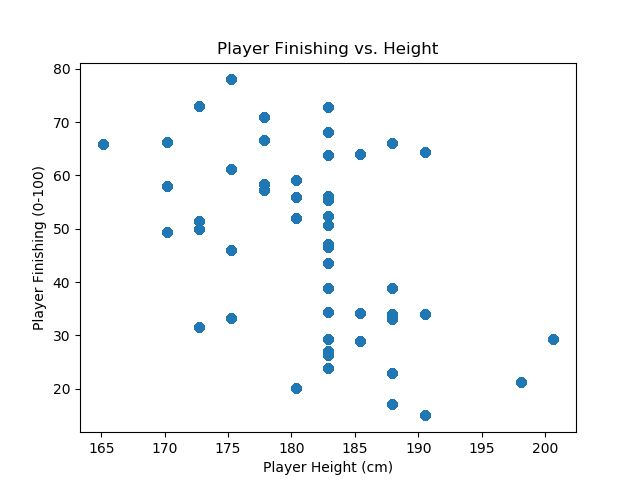 Player Finishing vs. Height
80
70
60
50
40
30
20
Player Finishing (0-100)
165 170 175 180 185 190 195 200
Player Height (cm)